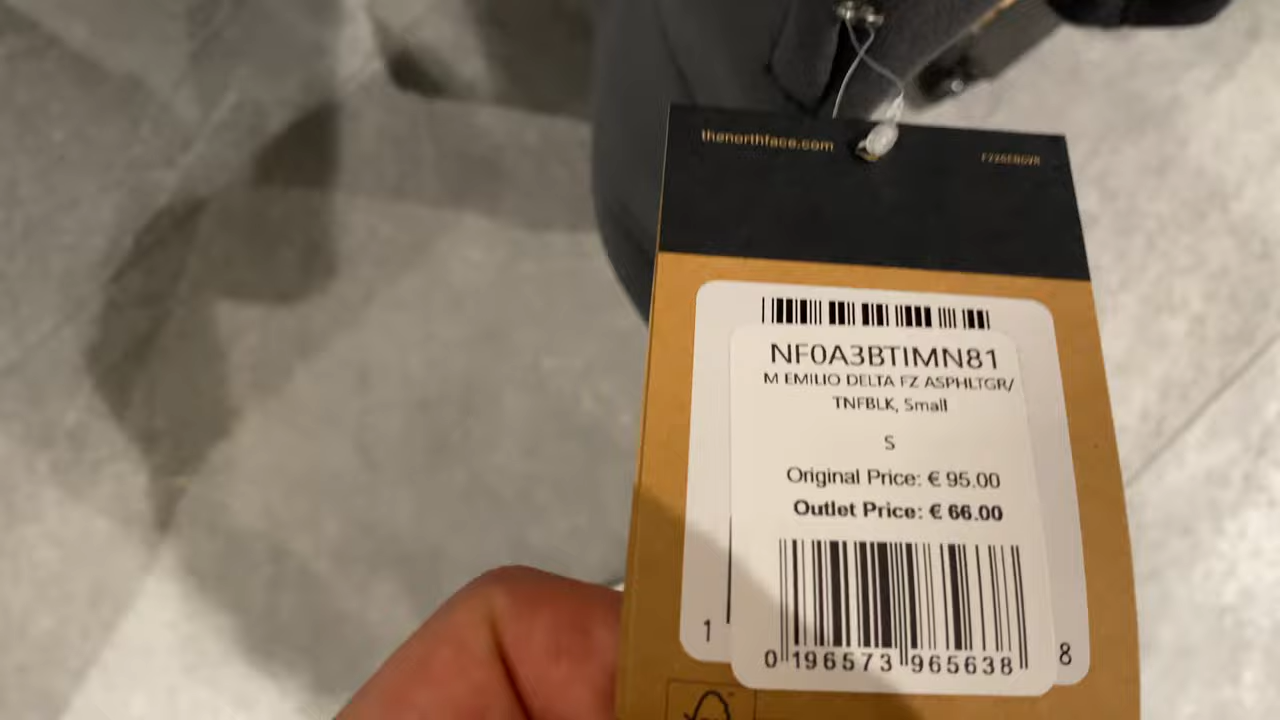 thenorthface.com
NF0A3BTIMN81
M EMILIO DELTA FZ ASPHLTGR/
TNFBLK, Small
S
Original Price: € 95.00
Outlet Price: € 66.00
1
8
0 196573 965638